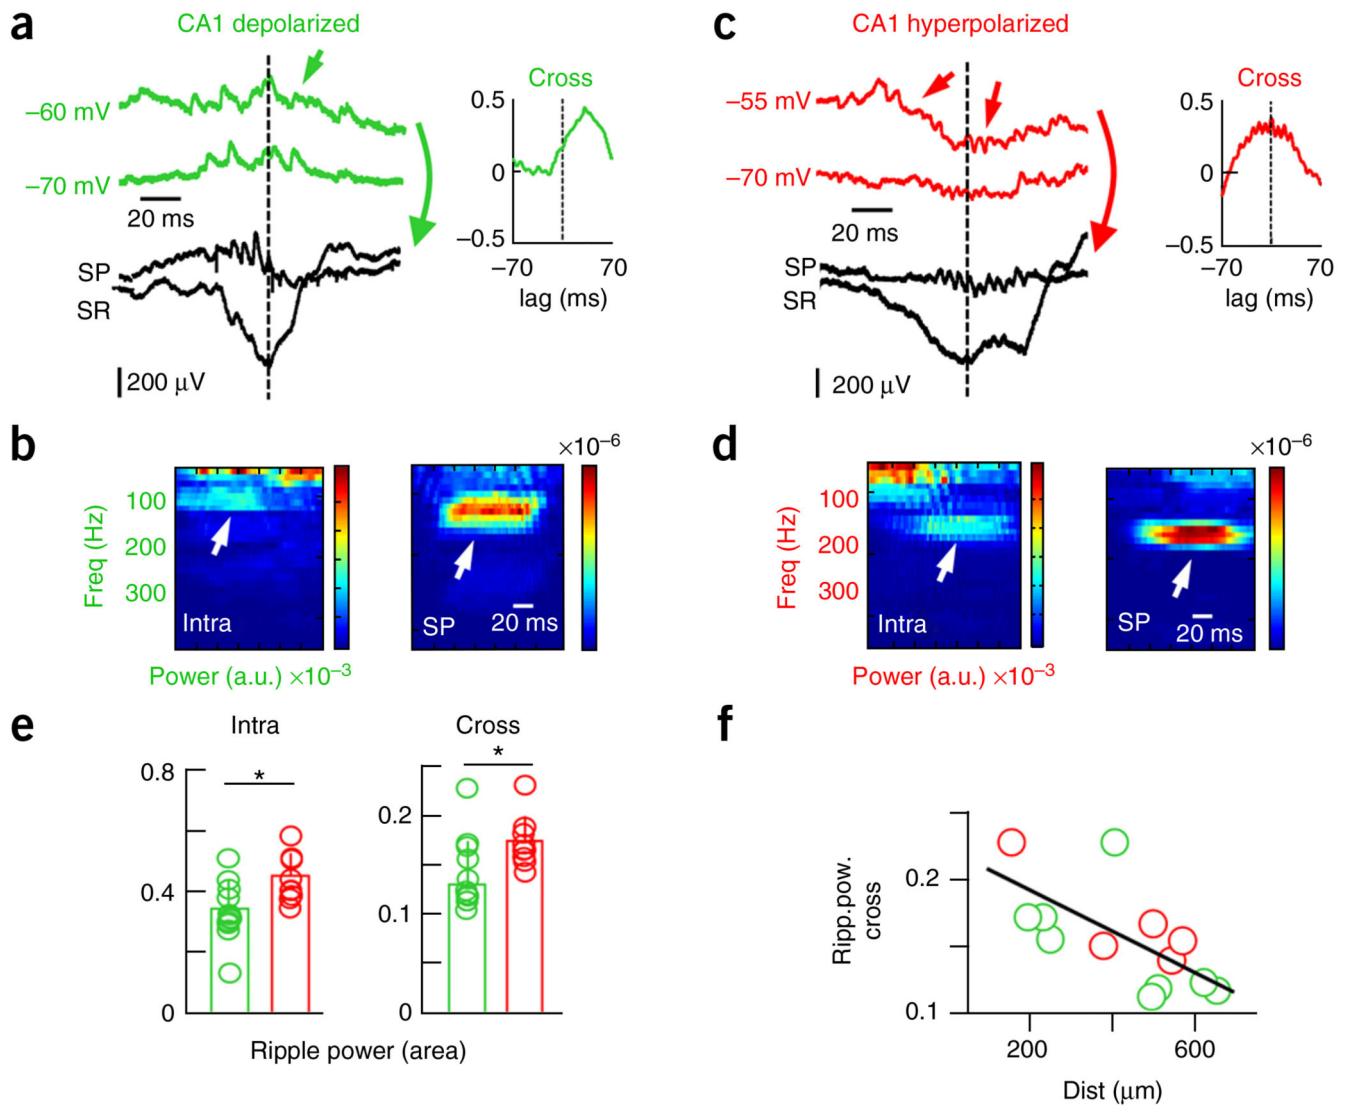 a
CA1 depolarized
–60 mV
–70 mV
20 ms
SP
SR
200 μV
Cross
0.5
0
–0.5
–70
70
lag (ms)
c
CA1 hyperpolarized
–55 mV
–70 mV
20 ms
SP
SR
200 μV
Cross
0.5
0
–0.5
–70
70
lag (ms)
b
Freq (Hz)
100
200
300
Intra
Power (a.u.) ×10–3
×10–6
SP
20 ms
d
Freq (Hz)
100
200
300
Intra
Power (a.u.) ×10–3
×10–6
SP
20 ms
e
Intra
0.8
0.4
0
*
Cross
0.2
0.1
0
*
Ripple power (area)
f
Ripp.pow.
cross
0.2
0.1
200
600
Dist (μm)